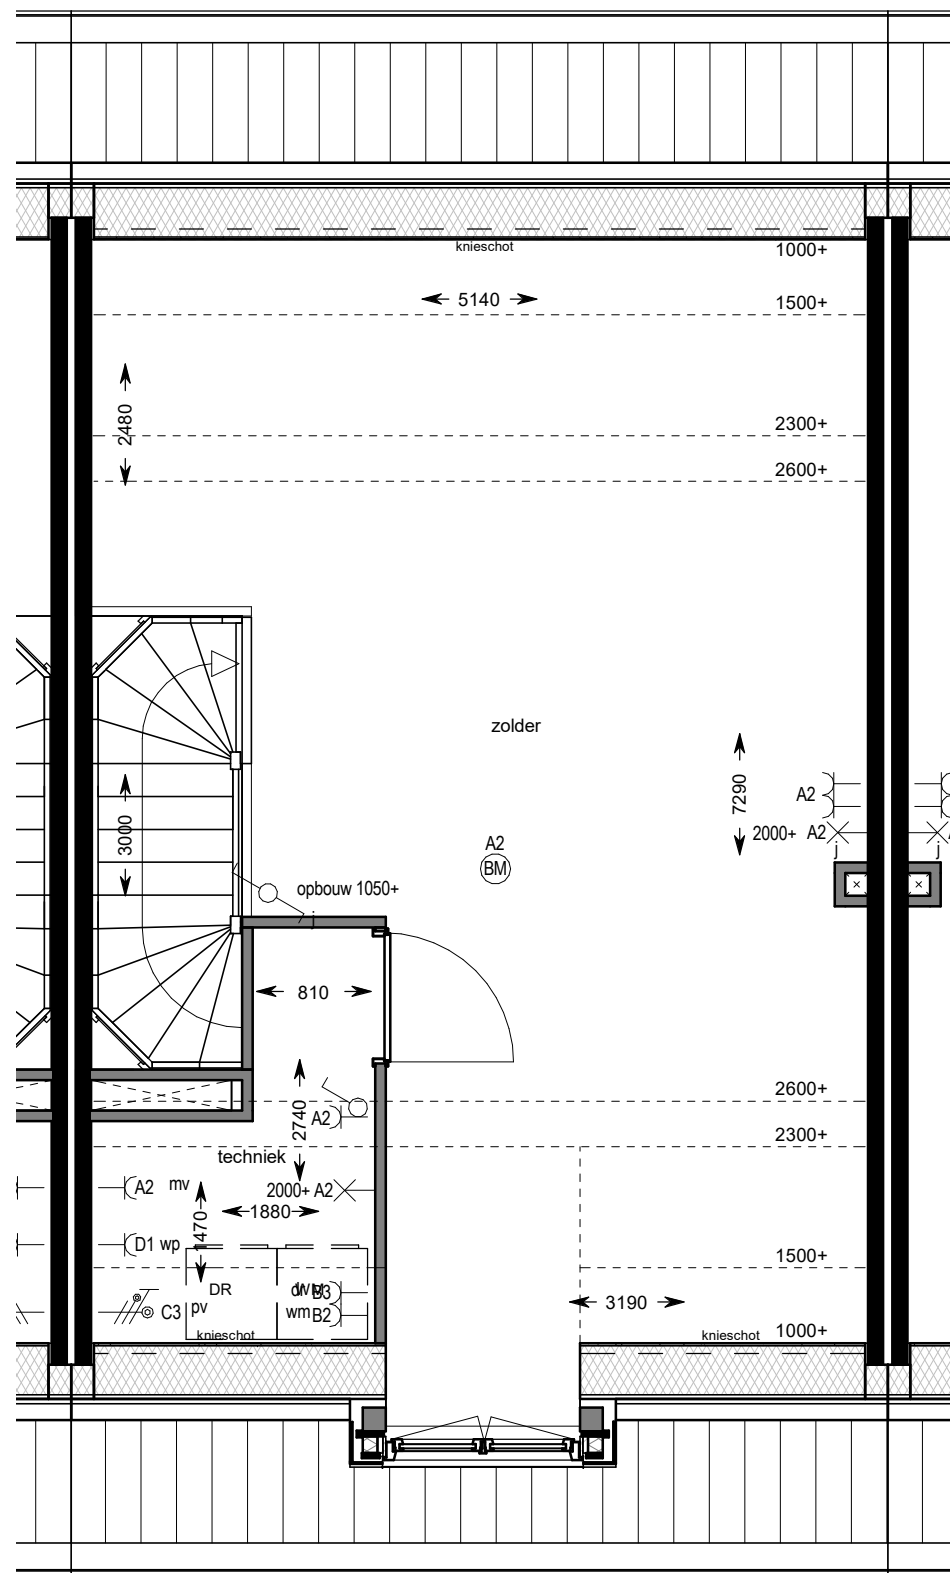 knieschot
1000+
5140
1500+
2480
2300+
2600+
zolder
7290
A2
3000
2000+ A2
A2
BM
opbouw 1050+
j
j
j
810
2600+
2740
A2
2300+
techniek
A2 mv
2000+ A2
1880
1470
D1 wp
1500+
DR
B3
3190
C3 pv
wm B2
knieschot
knieschot
1000+